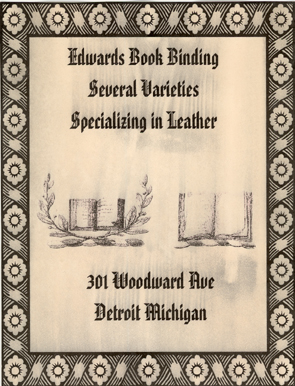 Edwards Book Binding
Several Varieties
Specializing in Leather
301 Woodward Ave
Detroit Michigan